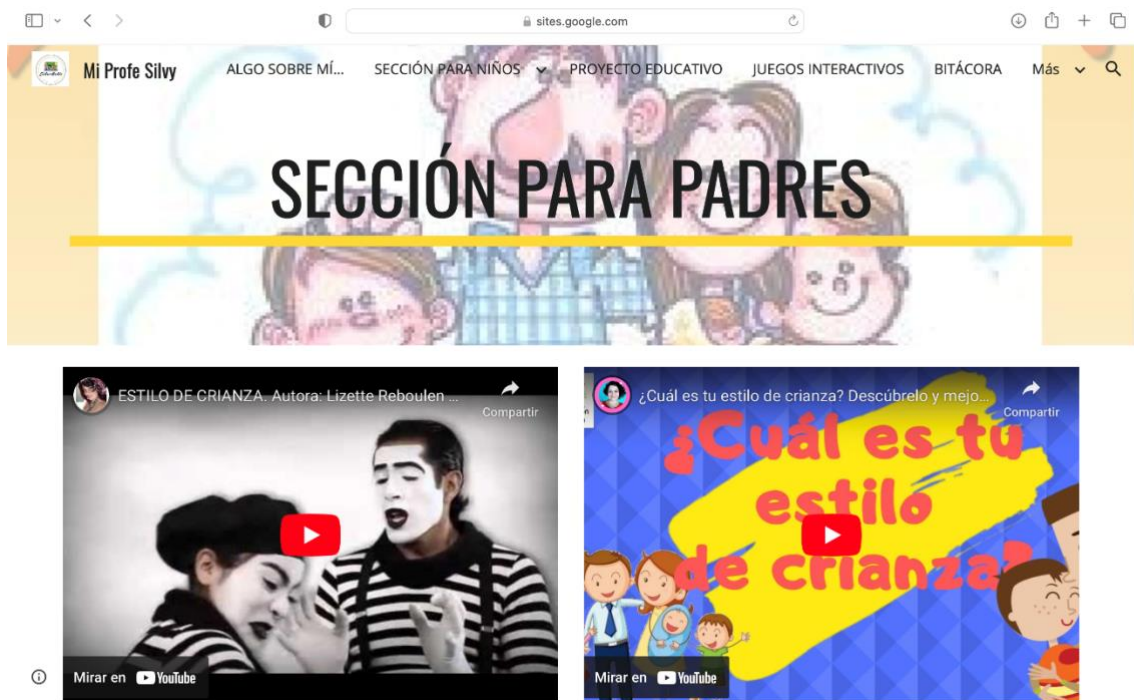 sites.google.com
Mi Profe Silvy
ALGO SOBRE MÍ...
SECCIÓN PARA NIÑOS
PROYECTO EDUCATIVO
JUEGOS INTERACTIVOS
BITÁCORA
Más
SECCIÓN PARA PADRES
ESTILO DE CRIANZA. Autora: Lizette Reboulen ...
Compartir
Mirar en YouTube
¿Cuál es tu estilo de crianza? Descúbrelo y mejo...
Compartir
¿Cuál es tu
estilo
de crianza?
Mirar en YouTube